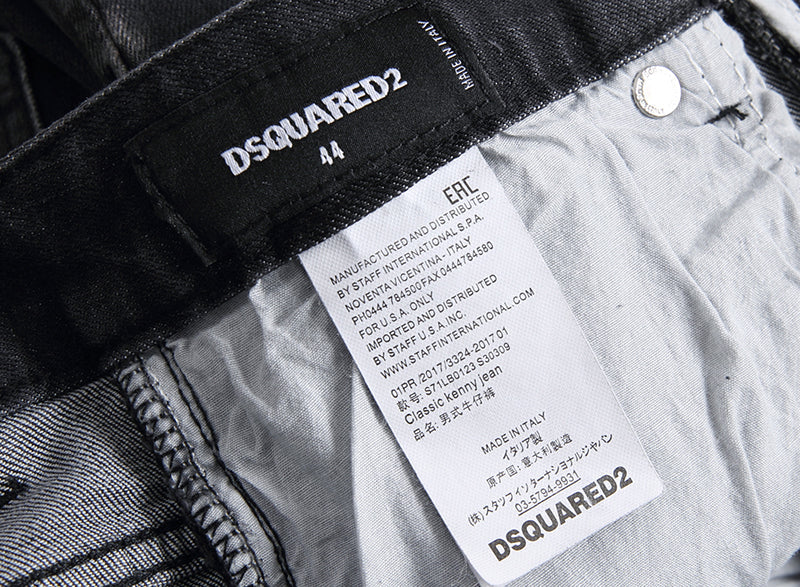 DSQUARED2
44
MADE IN ITALY
EAC
MANUFACTURED AND DISTRIBUTED
BY STAFF INTERNATIONAL S.P.A.
NOVENTA VICENTINA - ITALY
PH0444 784500FAX0444784580
FOR U.S.A. ONLY
IMPORTED AND DISTRIBUTED
BY STAFF U.S.A.INC.
WWW.STAFFINTERNATIONAL.COM
01PR /2017/3324-2017 01
款号: S71LB0123 S30309
Classic kenny jean
品名: 男式牛仔裤
MADE IN ITALY
イタリア製
原产国: 意大利製造
(株)スタッフインターナショナルジャパン
03-5794-9931
DSQUARED2